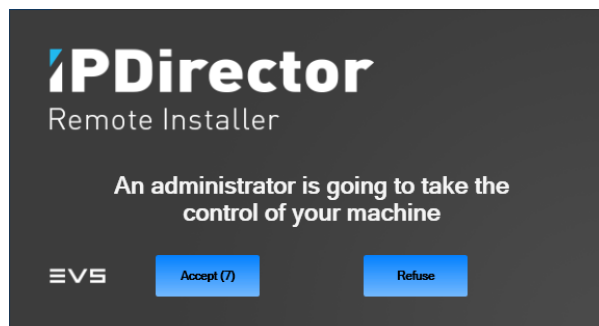 IPDirector
Remote Installer
An administrator is going to take the
control of your machine
EVS
Accept (7)
Refuse